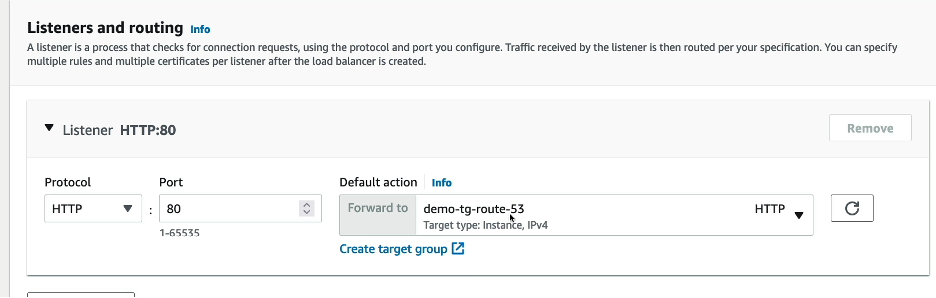 Listeners and routing Info
A listener is a process that checks for connection requests, using the protocol and port you configure. Traffic received by the listener is then routed per your specification. You can specify
multiple rules and multiple certificates per listener after the load balancer is created.
Listener HTTP:80
Remove
Protocol
Port
Default action Info
HTTP
:
80
Forward to
demo-tg-route-53
HTTP
Target type: Instance, IPv4
1-65535
Create target group